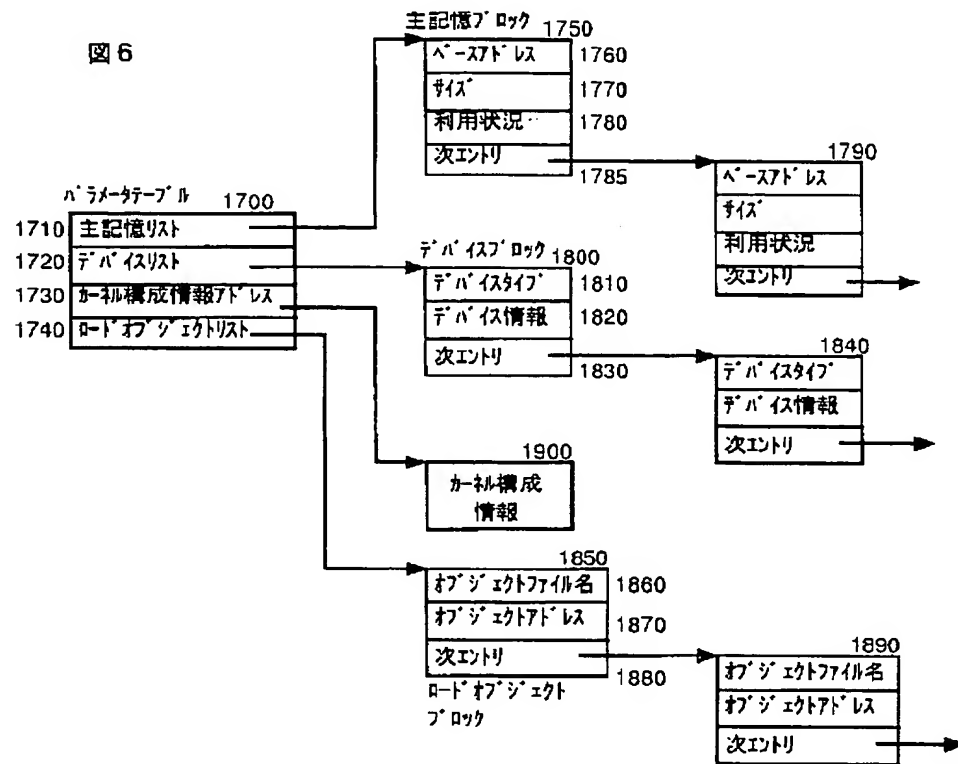 図6
主記憶ブロック 1750
ベースアドレス 1760
サイズ 1770
利用状況 1780
次エントリ 1785
1790
ベースアドレス
サイズ
利用状況
次エントリ
パラメータテーブル 1700
1710 主記憶リスト
1720 デバイスリスト
1730 カーネル構成情報アドレス
1740 ロードオブジェクトリスト
デバイスブロック 1800
デバイスタイプ 1810
デバイス情報 1820
次エントリ 1830
1840
デバイスタイプ
デバイス情報
次エントリ
1900
カーネル構成
情報
1850
オブジェクトファイル名 1860
オブジェクトアドレス 1870
次エントリ 1880
ロードオブジェクト
ブロック
1890
オブジェクトファイル名
オブジェクトアドレス
次エントリ